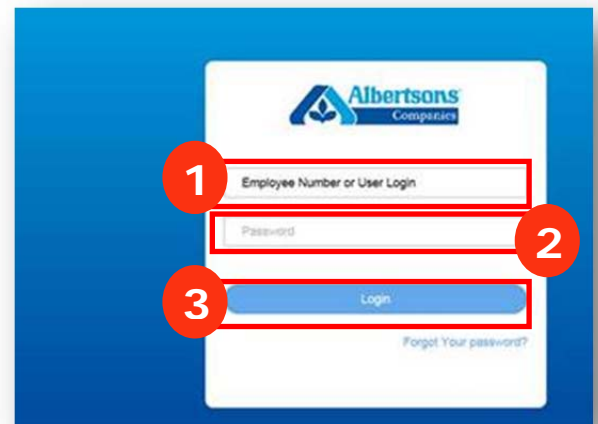 Albertsons
Companies
1
Employee Number or User Login
Password
2
3
Login
Forgot Your password?